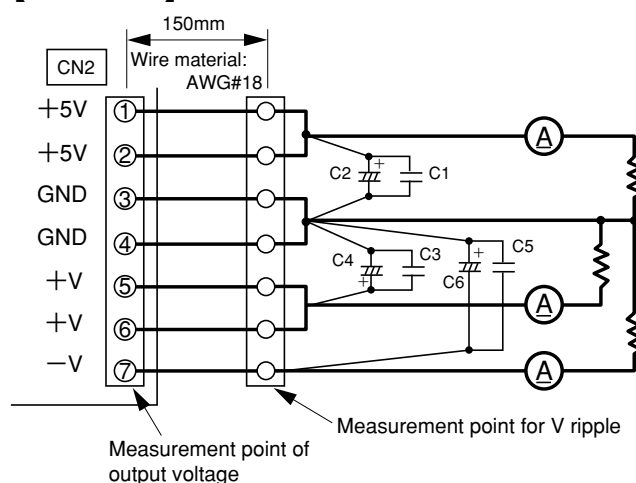 150mm
Wire material:
AWG#18
CN2
+5V ①
+5V ②
GND ③
GND ④
+V ⑤
+V ⑥
−V ⑦
A
C2 + C1
C4 + C3
+ C5
C6
A
A
Measurement point for V ripple
Measurement point of
output voltage